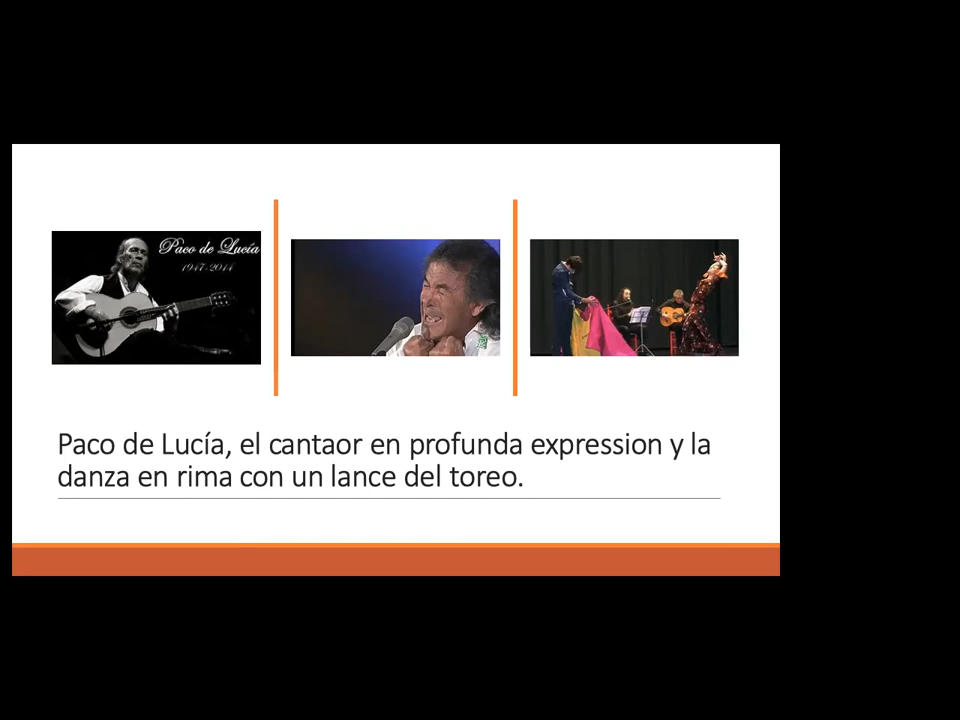 Paco de Lucía
1947-2014
Paco de Lucía, el cantaor en profunda expression y la
danza en rima con un lance del toreo.